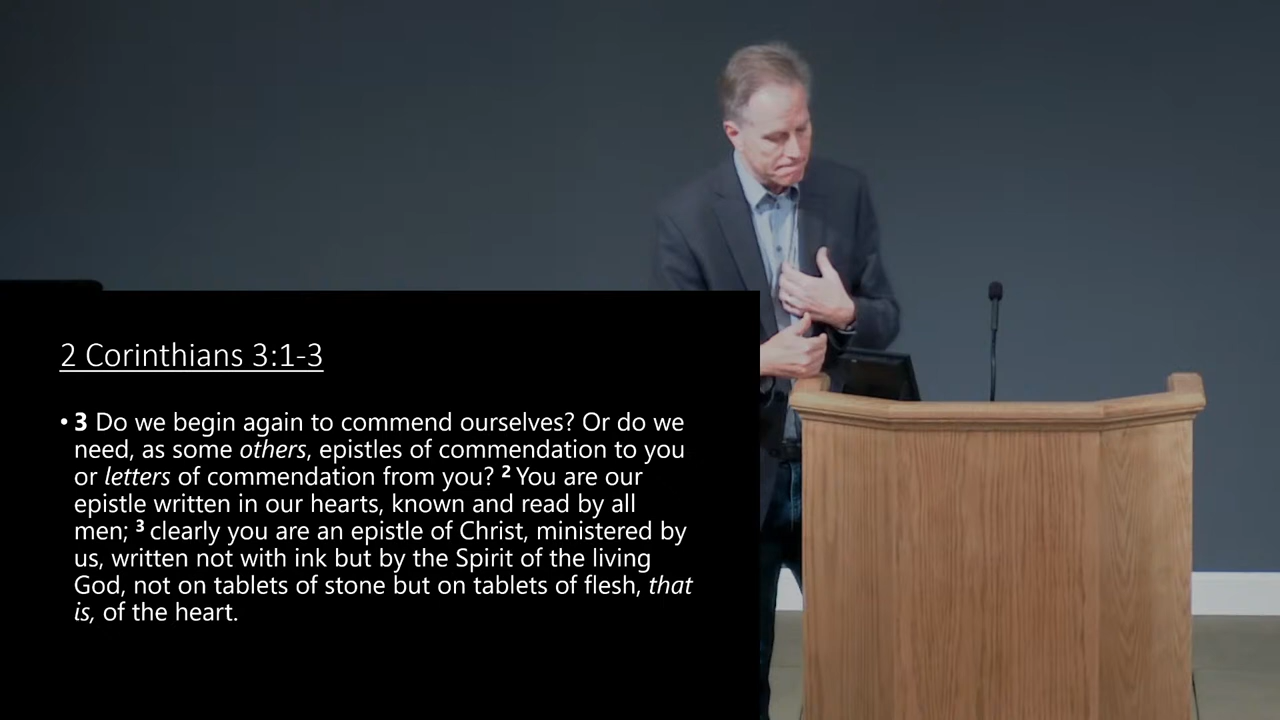 2 Corinthians 3:1-3
• 3 Do we begin again to commend ourselves? Or do we
need, as some others, epistles of commendation to you
or letters of commendation from you? 2 You are our
epistle written in our hearts, known and read by all
men; 3 clearly you are an epistle of Christ, ministered by
us, written not with ink but by the Spirit of the living
God, not on tablets of stone but on tablets of flesh, that
is, of the heart.